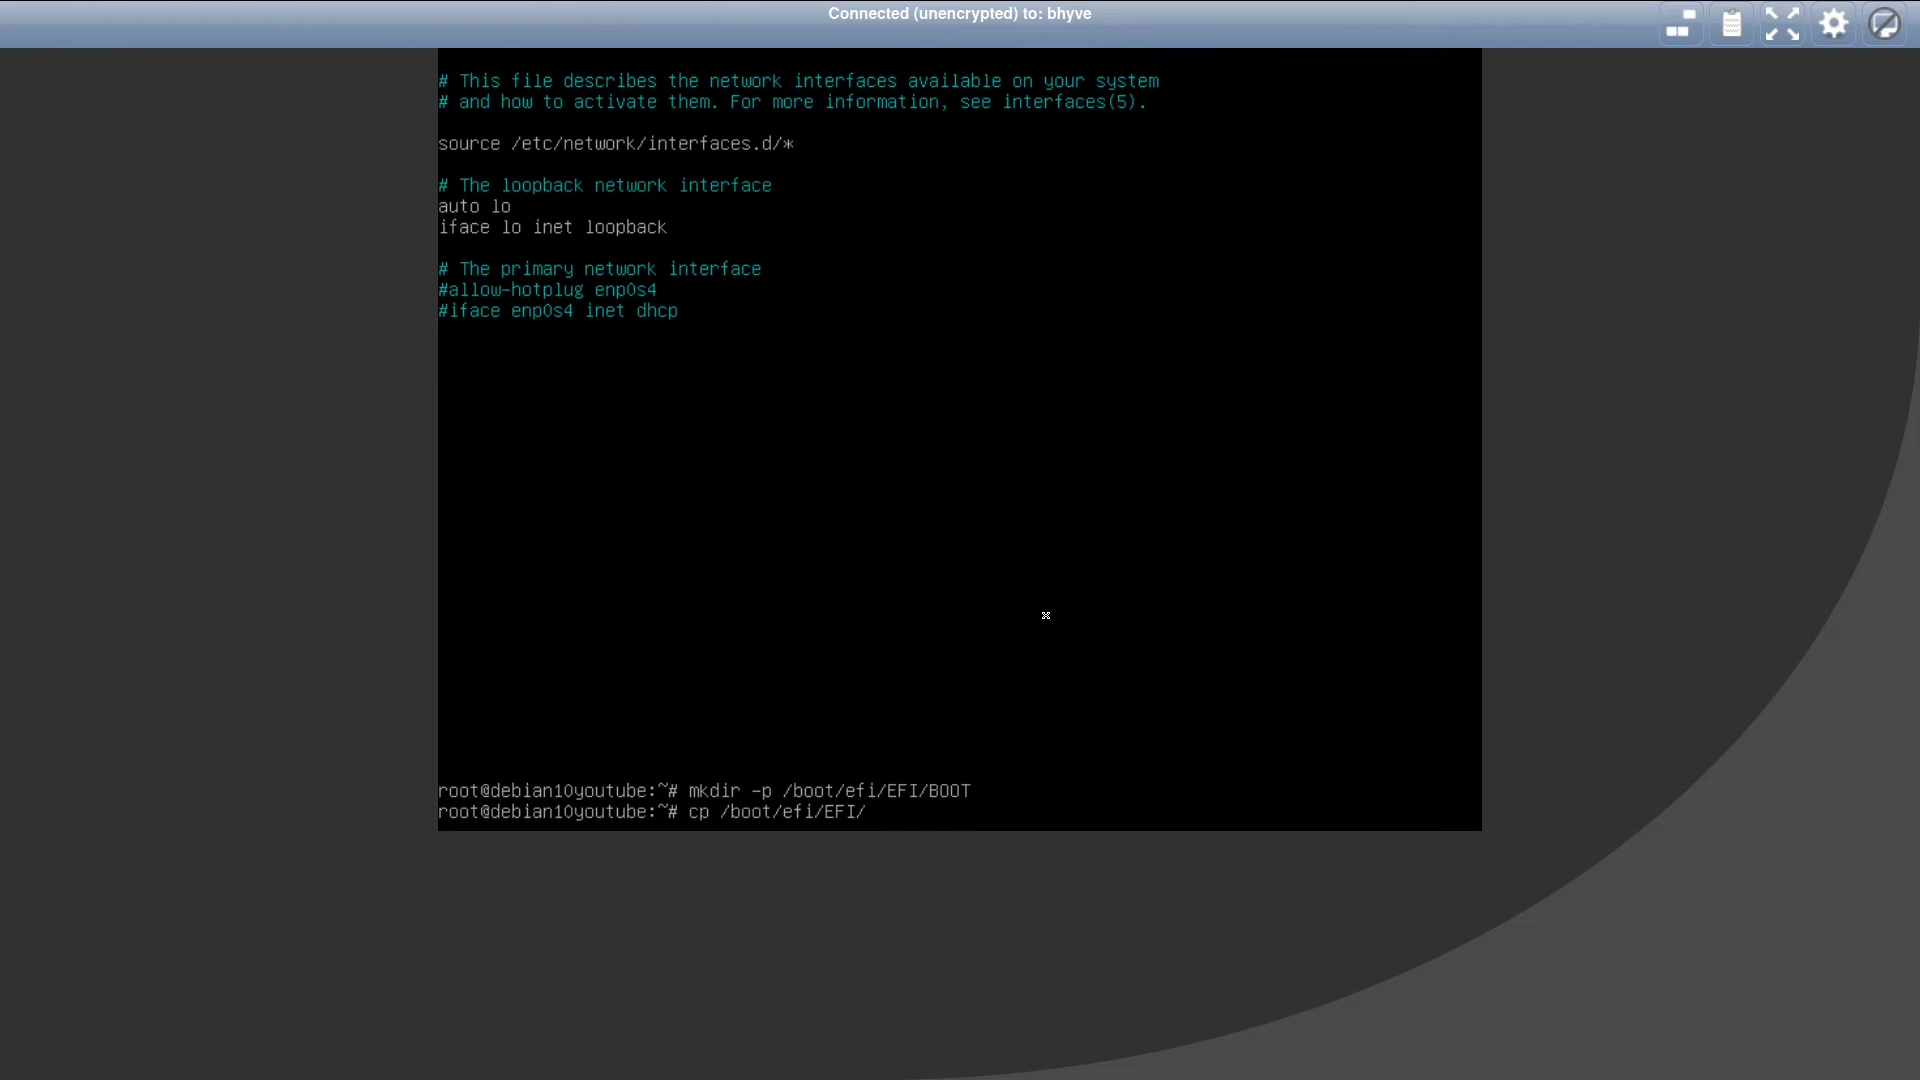 Connected (unencrypted) to: bhyve
# This file describes the network interfaces available on your system
# and how to activate them. For more information, see interfaces(5).
source /etc/network/interfaces.d/*
# The loopback network interface
auto lo
iface lo inet loopback
# The primary network interface
#allow-hotplug enp0s4
#iface enp0s4 inet dhcp
root@debian10youtube:~# mkdir -p /boot/efi/EFI/BOOT
root@debian10youtube:~# cp /boot/efi/EFI/